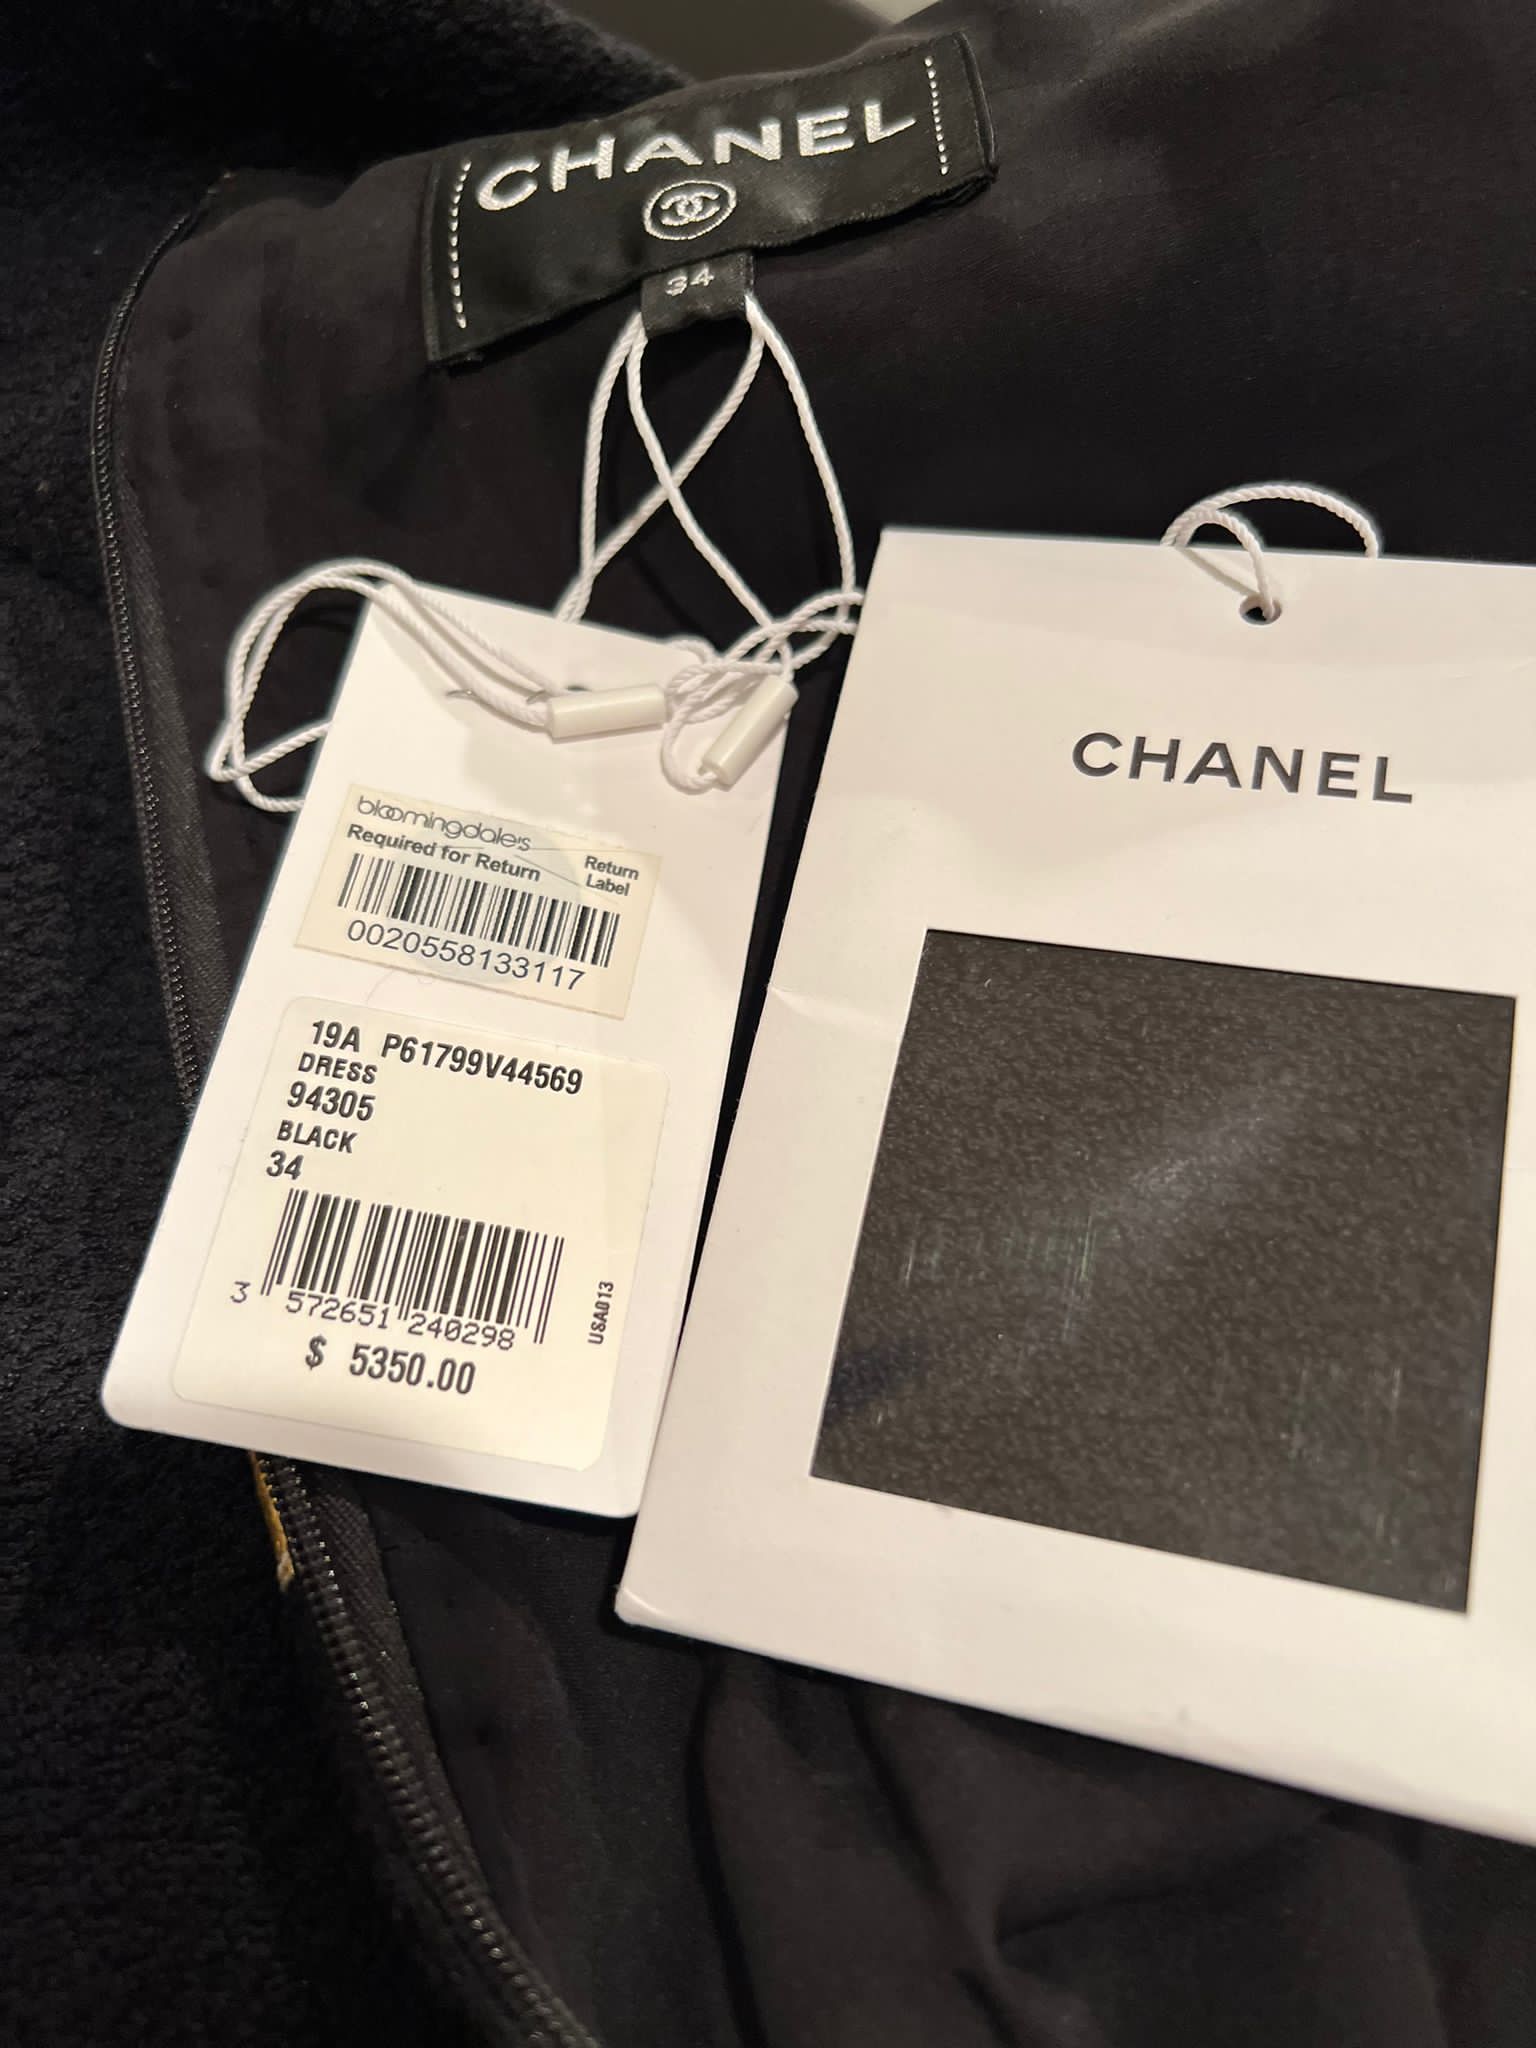 CHANEL
34
CHANEL
bloomingdale's
Required for Return
Return
Label
0020558133117
19A P61799V44569
DRESS
94305
BLACK
34
3 572651 240298
USA013
$ 5350.00